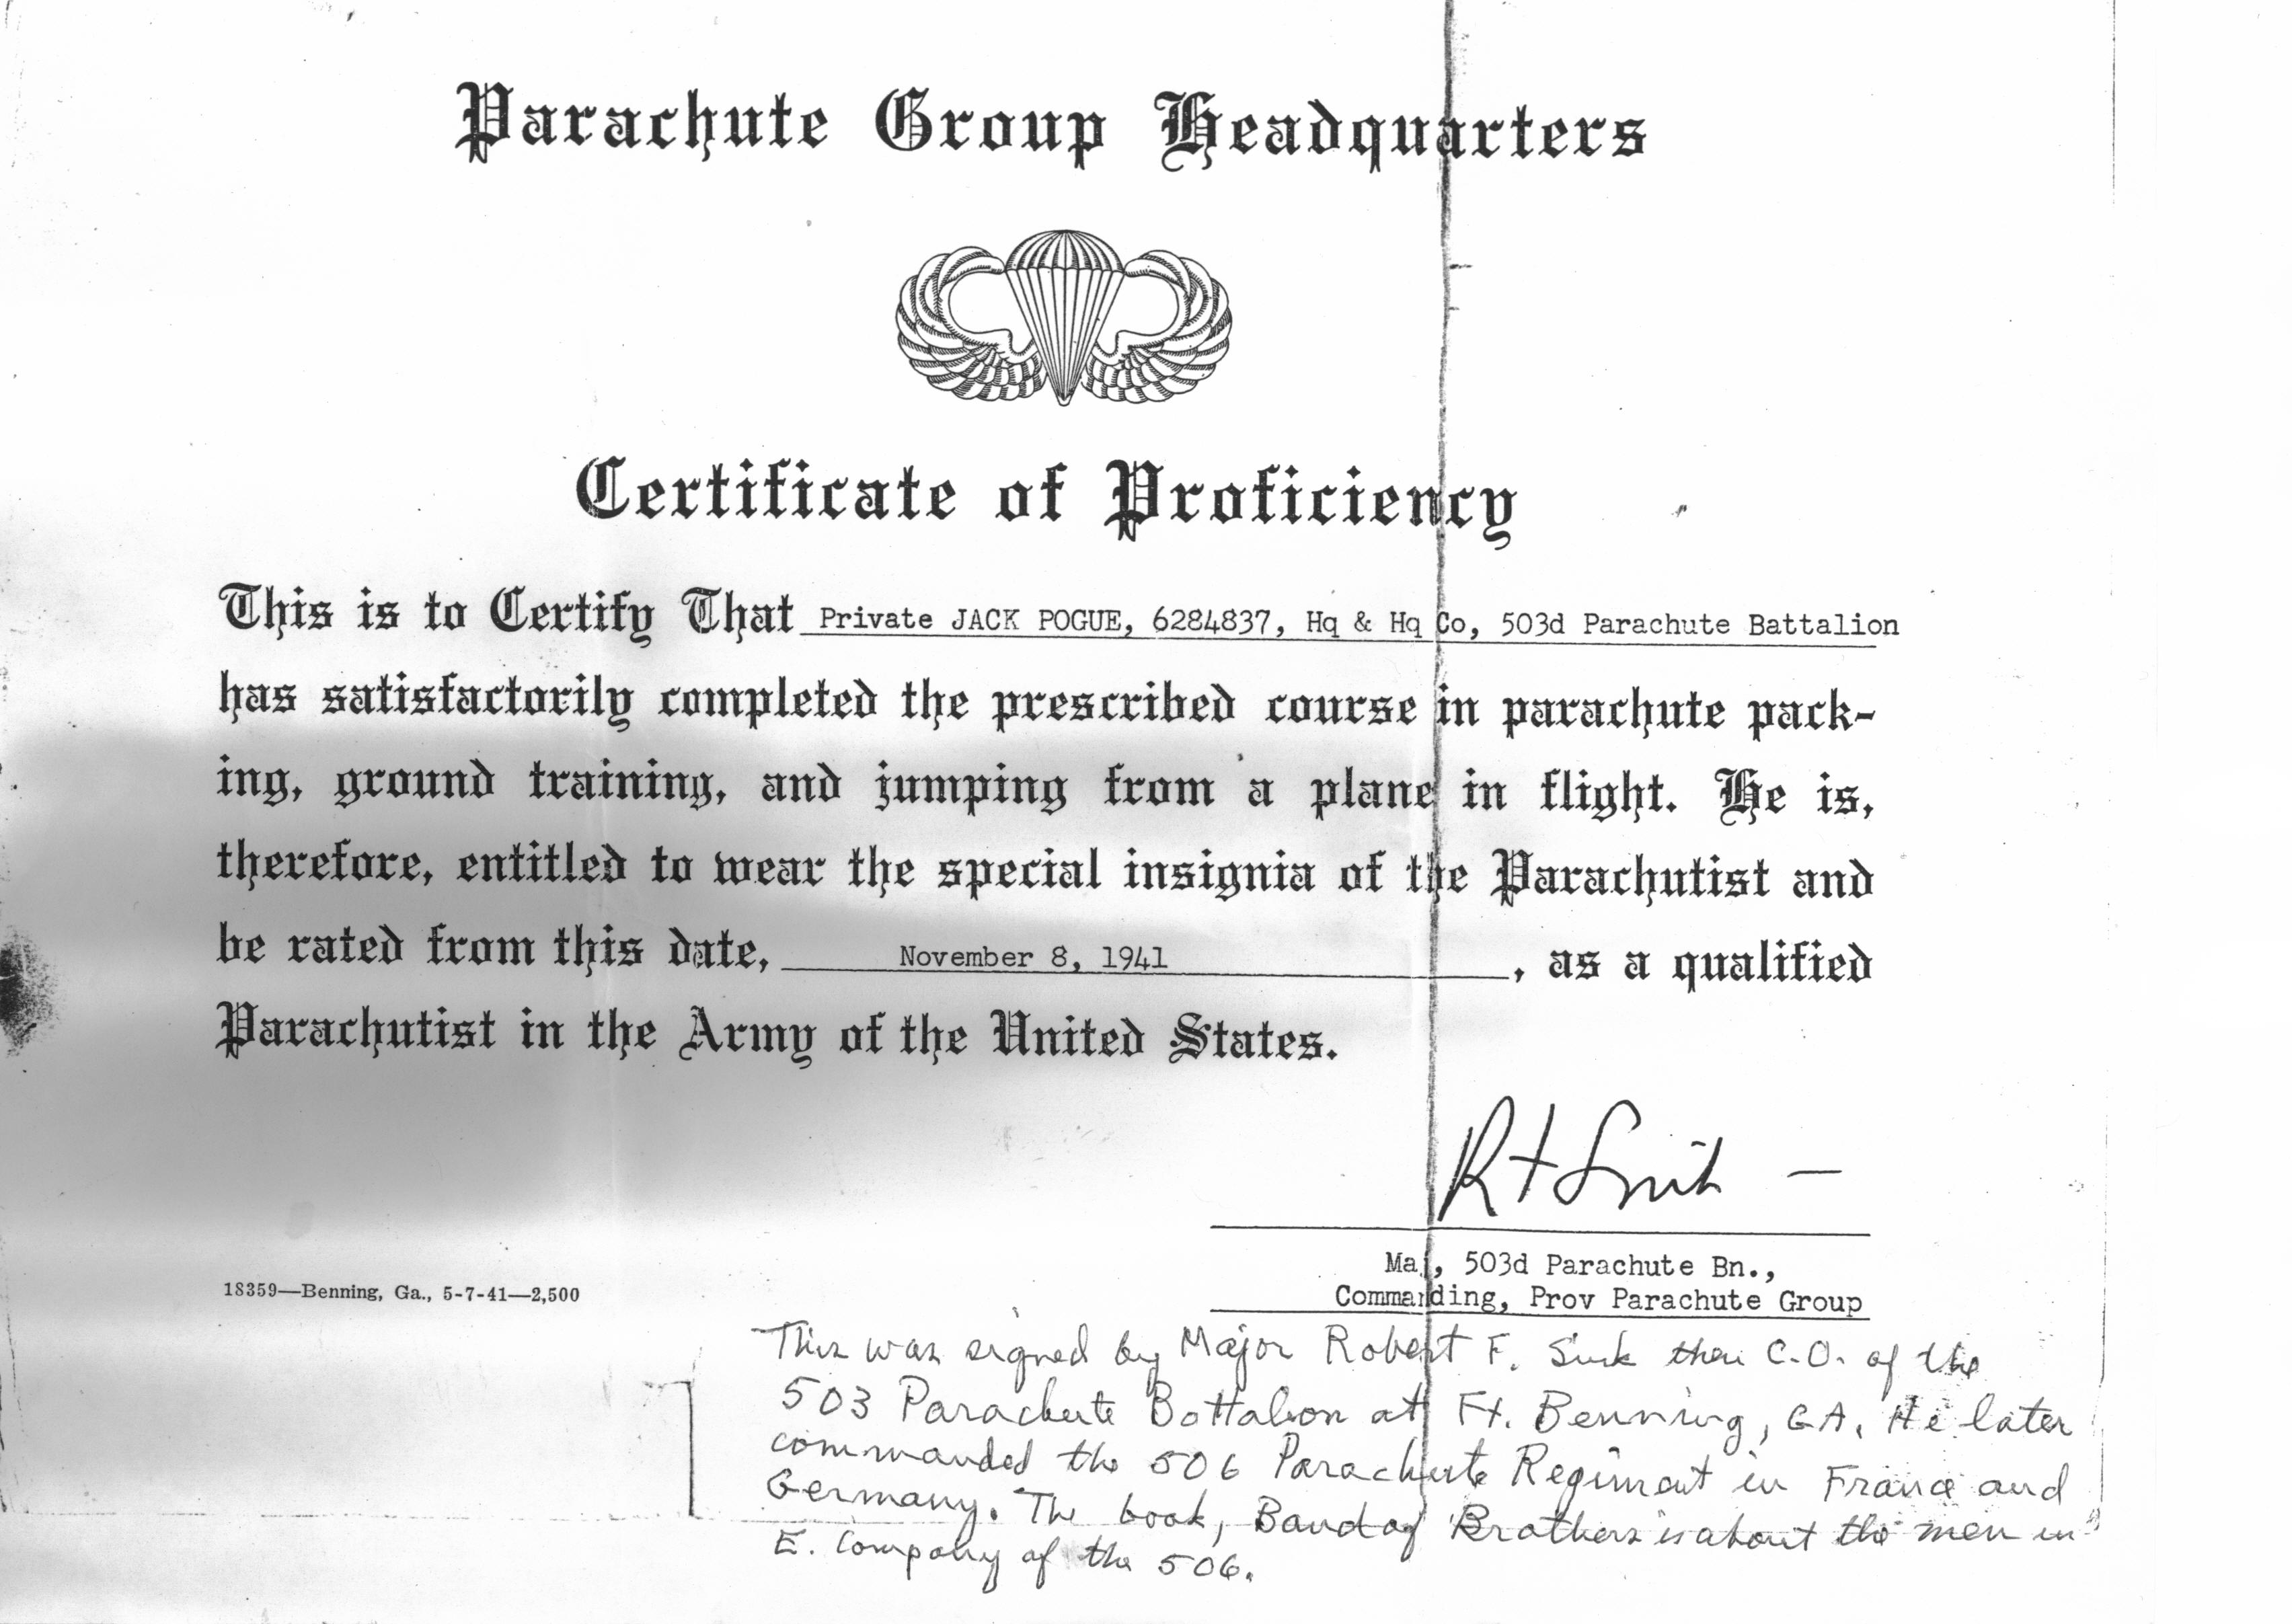 Parachute Group Headquarters
Certificate of Proficiency
This is to Certify That Private JACK POGUE, 6284837, Hq & Hq Co, 503d Parachute Battalion
has satisfactorily completed the prescribed course in parachute pack-
ing, ground training, and jumping from a plane in flight. He is,
therefore, entitled to wear the special insignia of the Parachutist and
be rated from this date, November 8, 1941, as a qualified
Parachutist in the Army of the United States.
Maj, 503d Parachute Bn.,
Commanding, Prov Parachute Group
18359—Benning, Ga., 5-7-41—2,500
This was signed by Major Robert F. Sink then C.O. of the
503 Parachute Battalion at Ft. Benning, GA. He later
commanded the 506 Parachute Regiment in France and
Germany. The book, Band of Brothers is about the men in
E. Company of the 506.